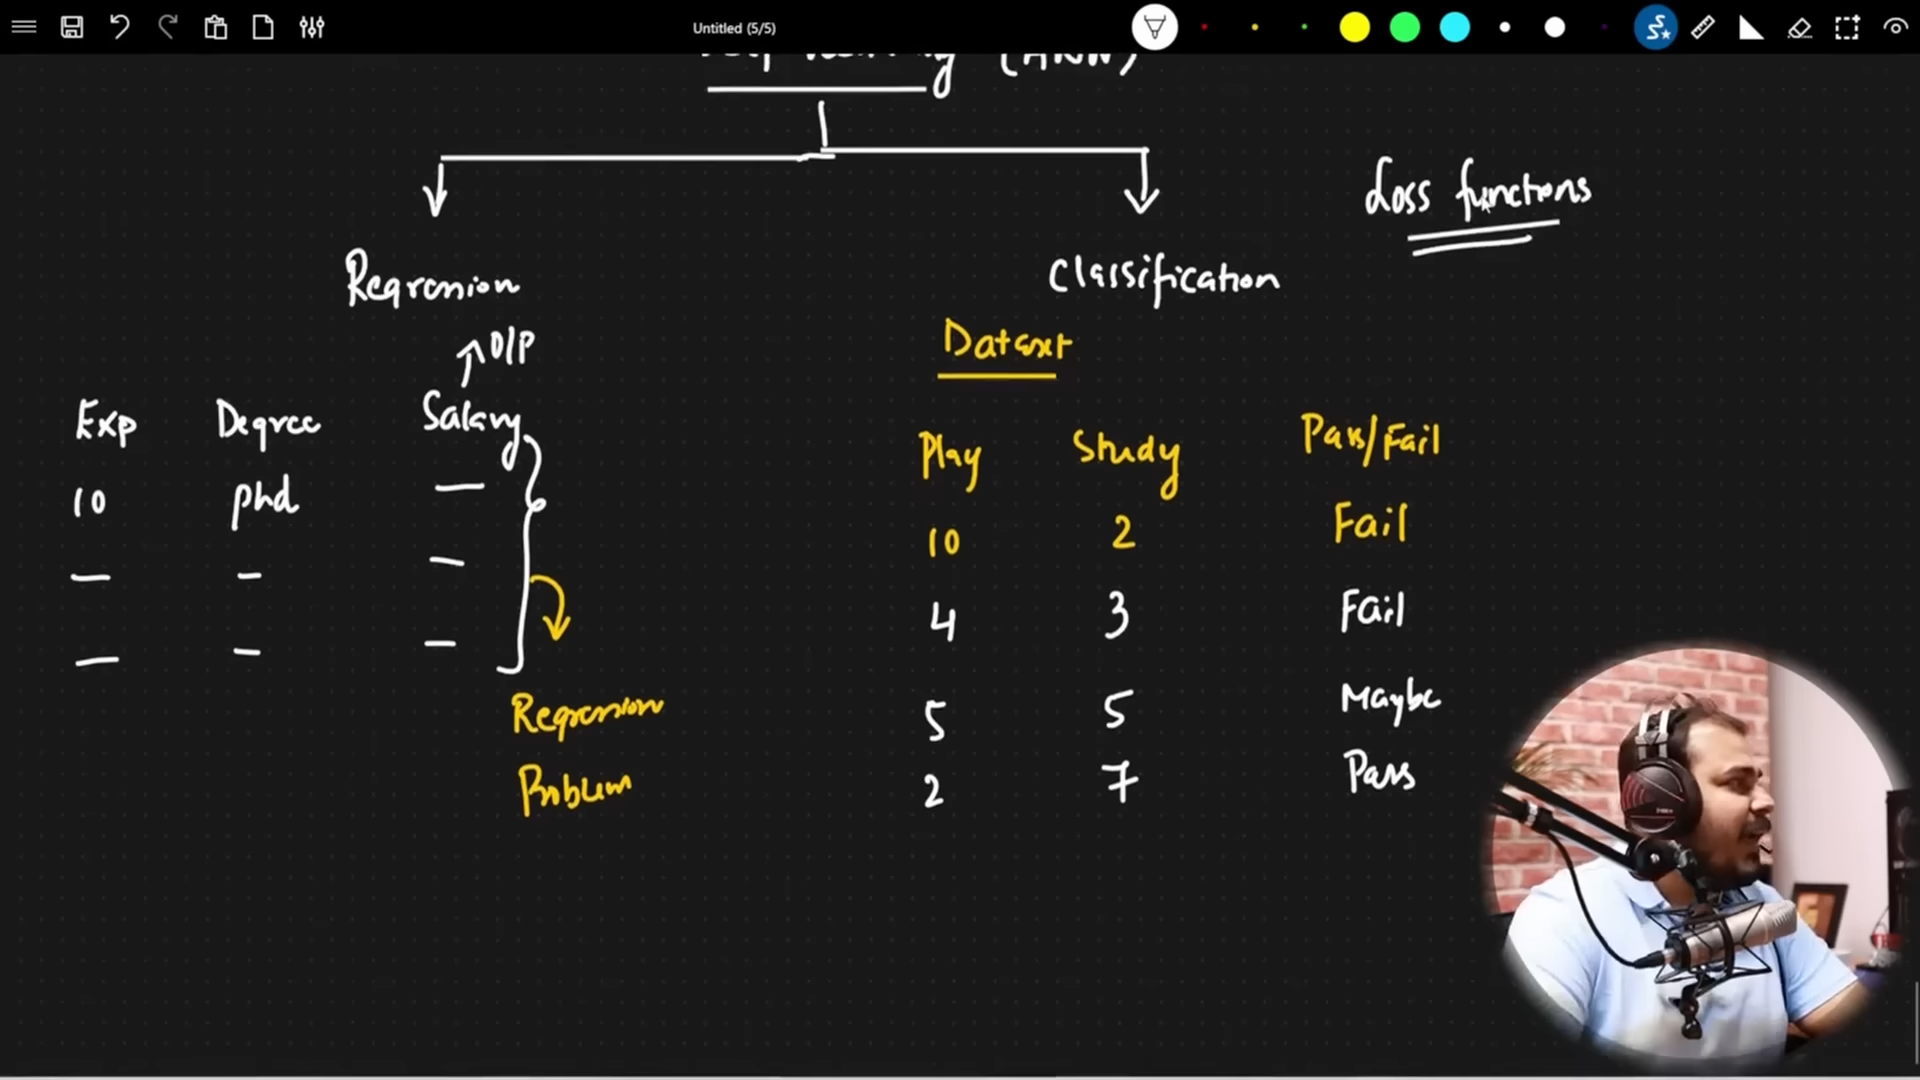 Untitled (5/5)
(ANN)
Loss functions
Regression
Classification
O/P
Dataset
Exp Degree Salary
Play Study Pass/Fail
10 phd —
10 2 Fail
— — —
4 3 Fail
— — —
Regression
5 5 Maybe
Problem
2 7 Pass